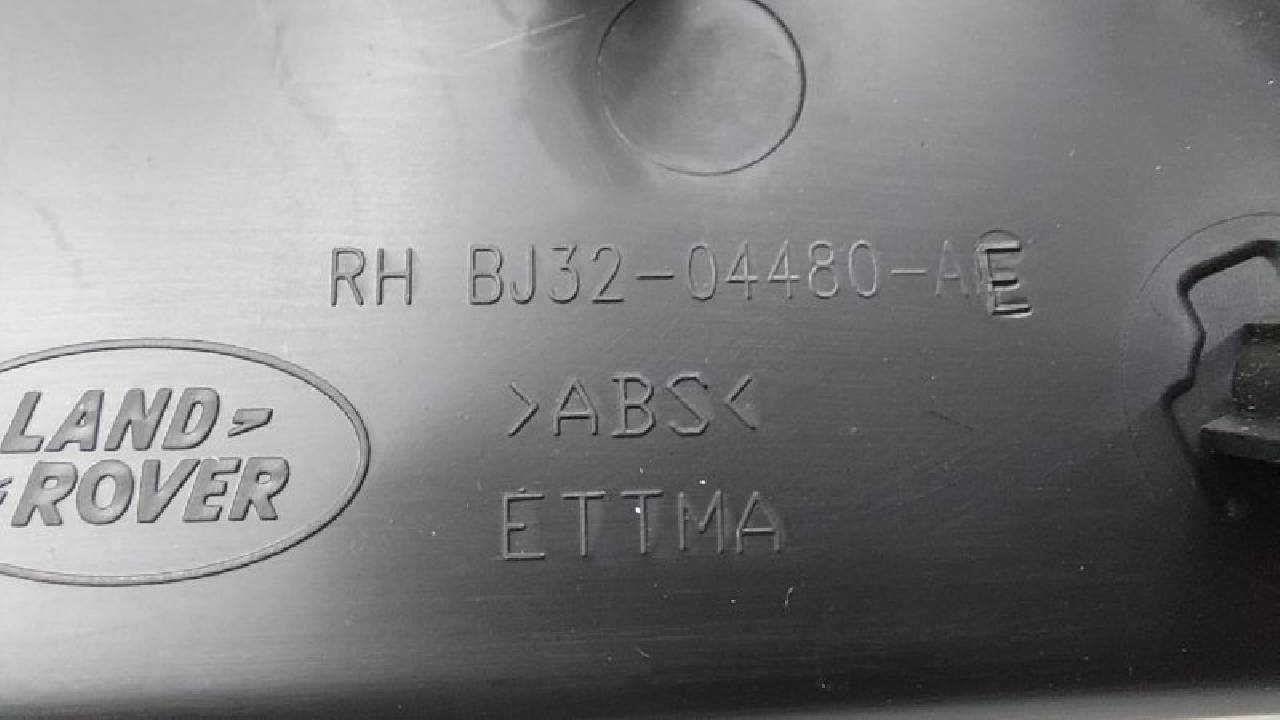 RH BJ32-04480-AE
LAND
ROVER
>ABS<
ETTMA